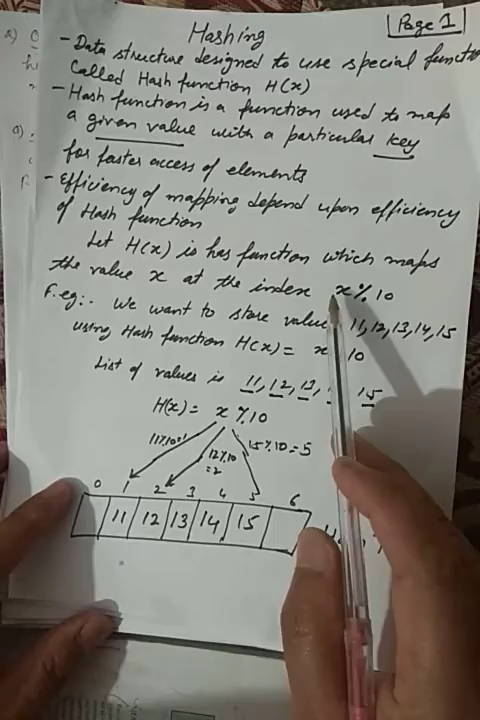 Page 1
Hashing
- Data structure designed to use special functio
called Hash function H(x)
- Hash function is a function used to map
a given value with a particular key
for faster access of elements
- Efficiency of mapping depend upon efficiency
of Hash function
Let H(x) is has function which maps
the value x at the index x % 10
F.eg:- We want to store value 11,12,13,14,15
using Hash function H(x) = x 10
List of values is 11, 12, 13, 15
H(x) = x % 10
11%10=1 12%10=2 15%10=5
0 1 2 3 4 5 6
11 12 13 14 15